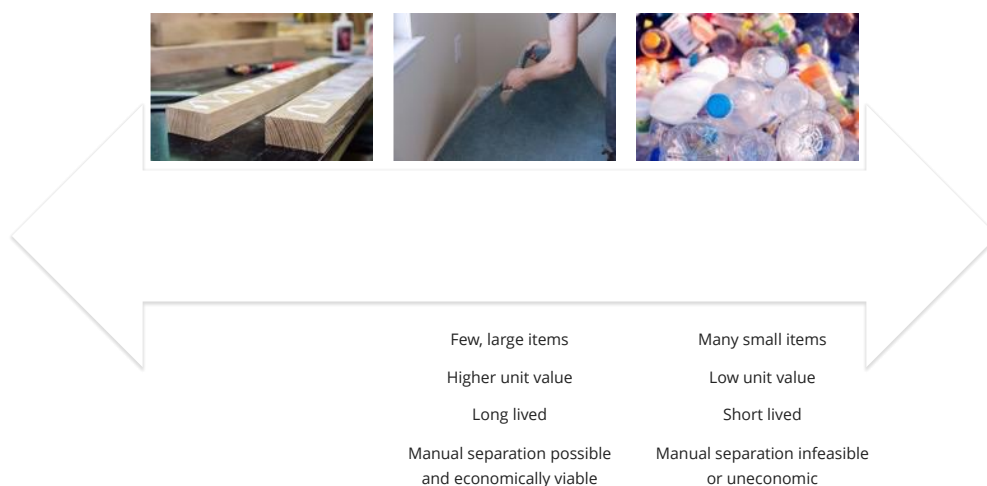 Few, large items
Higher unit value
Long lived
Manual separation possible
and economically viable
Many small items
Low unit value
Short lived
Manual separation infeasible
or uneconomic